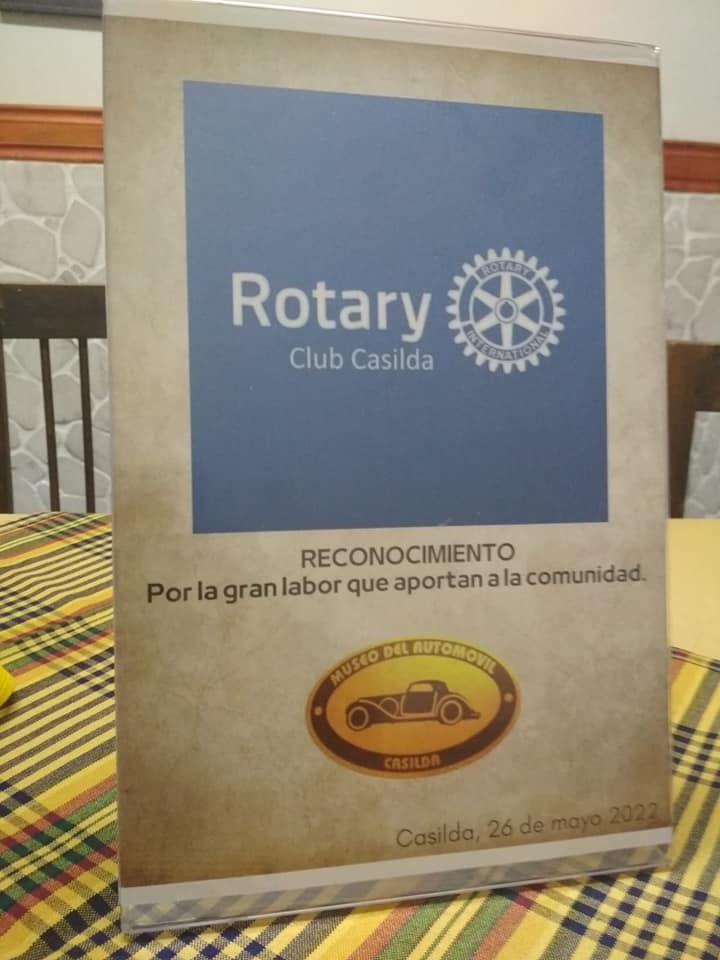 Rotary
Club Casilda
ROTARY
INTERNATIONAL
RECONOCIMIENTO
Por la gran labor que aportan a la comunidad.
MUSEO DEL AUTOMOVIL
CASILDA
Casilda, 26 de mayo 2022